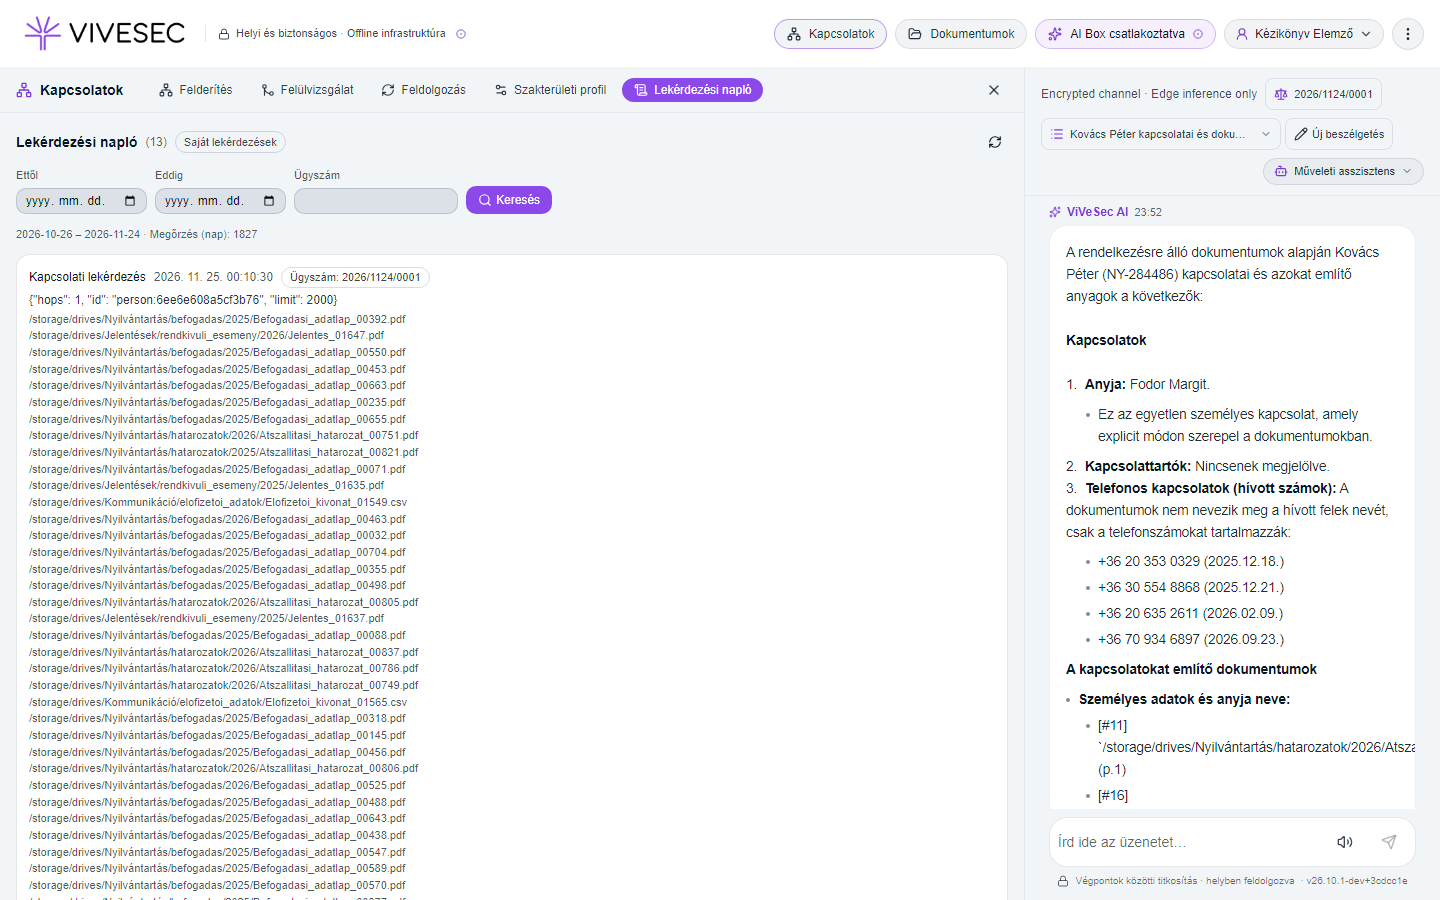 VIVESEC
Helyi és biztonságos · Offline infrastruktúra
Kapcsolatok
Dokumentumok
AI Box csatlakoztatva
Kézikönyv Elemző
Kapcsolatok
Felderítés
Felülvizsgálat
Feldolgozás
Szakterületi profil
Lekérdezési napló
Lekérdezési napló (13) Saját lekérdezések
Ettől
Eddig
Ügyszám
yyyy. mm. dd.
yyyy. mm. dd.
Keresés
2026-10-26 – 2026-11-24 · Megőrzés (nap): 1827
Kapcsolati lekérdezés 2026. 11. 25. 00:10:30 Ügyszám: 2026/1124/0001
{"hops": 1, "id": "person:6ee6e608a5cf3b76", "limit": 2000}
/storage/drives/Nyilvántartás/befogadas/2025/Befogadasi_adatlap_00392.pdf
/storage/drives/Jelentések/rendkivuli_esemeny/2026/Jelentes_01647.pdf
/storage/drives/Nyilvántartás/befogadas/2025/Befogadasi_adatlap_00550.pdf
/storage/drives/Nyilvántartás/befogadas/2025/Befogadasi_adatlap_00453.pdf
/storage/drives/Nyilvántartás/befogadas/2025/Befogadasi_adatlap_00663.pdf
/storage/drives/Nyilvántartás/befogadas/2025/Befogadasi_adatlap_00235.pdf
/storage/drives/Nyilvántartás/befogadas/2025/Befogadasi_adatlap_00655.pdf
/storage/drives/Nyilvántartás/hatarozatok/2026/Atszallitasi_hatarozat_00751.pdf
/storage/drives/Nyilvántartás/hatarozatok/2025/Atszallitasi_hatarozat_00821.pdf
/storage/drives/Nyilvántartás/befogadas/2025/Befogadasi_adatlap_00071.pdf
/storage/drives/Jelentések/rendkivuli_esemeny/2025/Jelentes_01635.pdf
/storage/drives/Kommunikáció/elofizetoi_adatok/Elofizetoi_kivonat_01549.csv
/storage/drives/Nyilvántartás/befogadas/2026/Befogadasi_adatlap_00463.pdf
/storage/drives/Nyilvántartás/befogadas/2025/Befogadasi_adatlap_00032.pdf
/storage/drives/Nyilvántartás/befogadas/2025/Befogadasi_adatlap_00704.pdf
/storage/drives/Nyilvántartás/befogadas/2025/Befogadasi_adatlap_00355.pdf
/storage/drives/Nyilvántartás/befogadas/2025/Befogadasi_adatlap_00498.pdf
/storage/drives/Nyilvántartás/hatarozatok/2026/Atszallitasi_hatarozat_00805.pdf
/storage/drives/Jelentések/rendkivuli_esemeny/2025/Jelentes_01637.pdf
/storage/drives/Nyilvántartás/befogadas/2025/Befogadasi_adatlap_00088.pdf
/storage/drives/Nyilvántartás/hatarozatok/2026/Atszallitasi_hatarozat_00837.pdf
/storage/drives/Nyilvántartás/hatarozatok/2026/Atszallitasi_hatarozat_00786.pdf
/storage/drives/Nyilvántartás/hatarozatok/2026/Atszallitasi_hatarozat_00749.pdf
/storage/drives/Kommunikáció/elofizetoi_adatok/Elofizetoi_kivonat_01565.csv
/storage/drives/Nyilvántartás/befogadas/2025/Befogadasi_adatlap_00318.pdf
/storage/drives/Nyilvántartás/befogadas/2025/Befogadasi_adatlap_00145.pdf
/storage/drives/Nyilvántartás/befogadas/2025/Befogadasi_adatlap_00456.pdf
/storage/drives/Nyilvántartás/hatarozatok/2026/Atszallitasi_hatarozat_00806.pdf
/storage/drives/Nyilvántartás/befogadas/2026/Befogadasi_adatlap_00525.pdf
/storage/drives/Nyilvántartás/befogadas/2025/Befogadasi_adatlap_00488.pdf
/storage/drives/Nyilvántartás/befogadas/2025/Befogadasi_adatlap_00643.pdf
/storage/drives/Nyilvántartás/befogadas/2025/Befogadasi_adatlap_00438.pdf
/storage/drives/Nyilvántartás/befogadas/2025/Befogadasi_adatlap_00547.pdf
/storage/drives/Nyilvántartás/befogadas/2025/Befogadasi_adatlap_00589.pdf
/storage/drives/Nyilvántartás/befogadas/2025/Befogadasi_adatlap_00570.pdf
Encrypted channel · Edge inference only
2026/1124/0001
Kovács Péter kapcsolatai és doku...
Új beszélgetés
Műveleti asszisztens
ViVeSec AI 23:52
A rendelkezésre álló dokumentumok alapján Kovács
Péter (NY-284486) kapcsolatai és azokat említő
anyagok a következők:
Kapcsolatok
1. Anyja: Fodor Margit.
Ez az egyetlen személyes kapcsolat, amely
explicit módon szerepel a dokumentumokban.
2. Kapcsolattartók: Nincsenek megjelölve.
3. Telefonos kapcsolatok (hívott számok): A
dokumentumok nem nevezik meg a hívott felek nevét,
csak a telefonszámokat tartalmazzák:
+36 20 353 0329 (2025.12.18.)
+36 30 554 8868 (2025.12.21.)
+36 20 635 2611 (2026.02.09.)
+36 70 934 6897 (2026.09.23.)
A kapcsolatokat említő dokumentumok
Személyes adatok és anyja neve:
[#11]
`/storage/drives/Nyilvántartás/hatarozatok/2026/Atsza
(p.1)
[#16]
Írd ide az üzenetet...
Végpontok közötti titkosítás · helyben feldolgozva · v26.10.1-dev+3cdcc1e